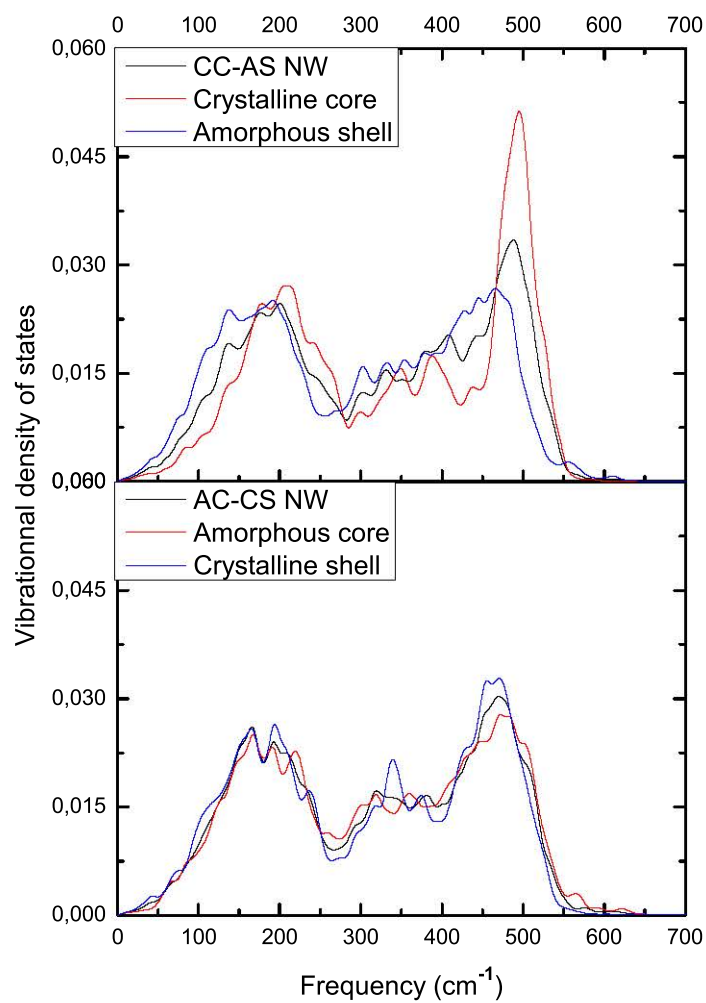 0 100 200 300 400 500 600 700
0,060
CC-AS NW
Crystalline core
Amorphous shell
0,045
0,030
0,015
0,000
0,060
AC-CS NW
Amorphous core
Crystalline shell
0,045
0,030
0,015
0,000
0 100 200 300 400 500 600 700
Vibrationnal density of states
Frequency (cm-1)